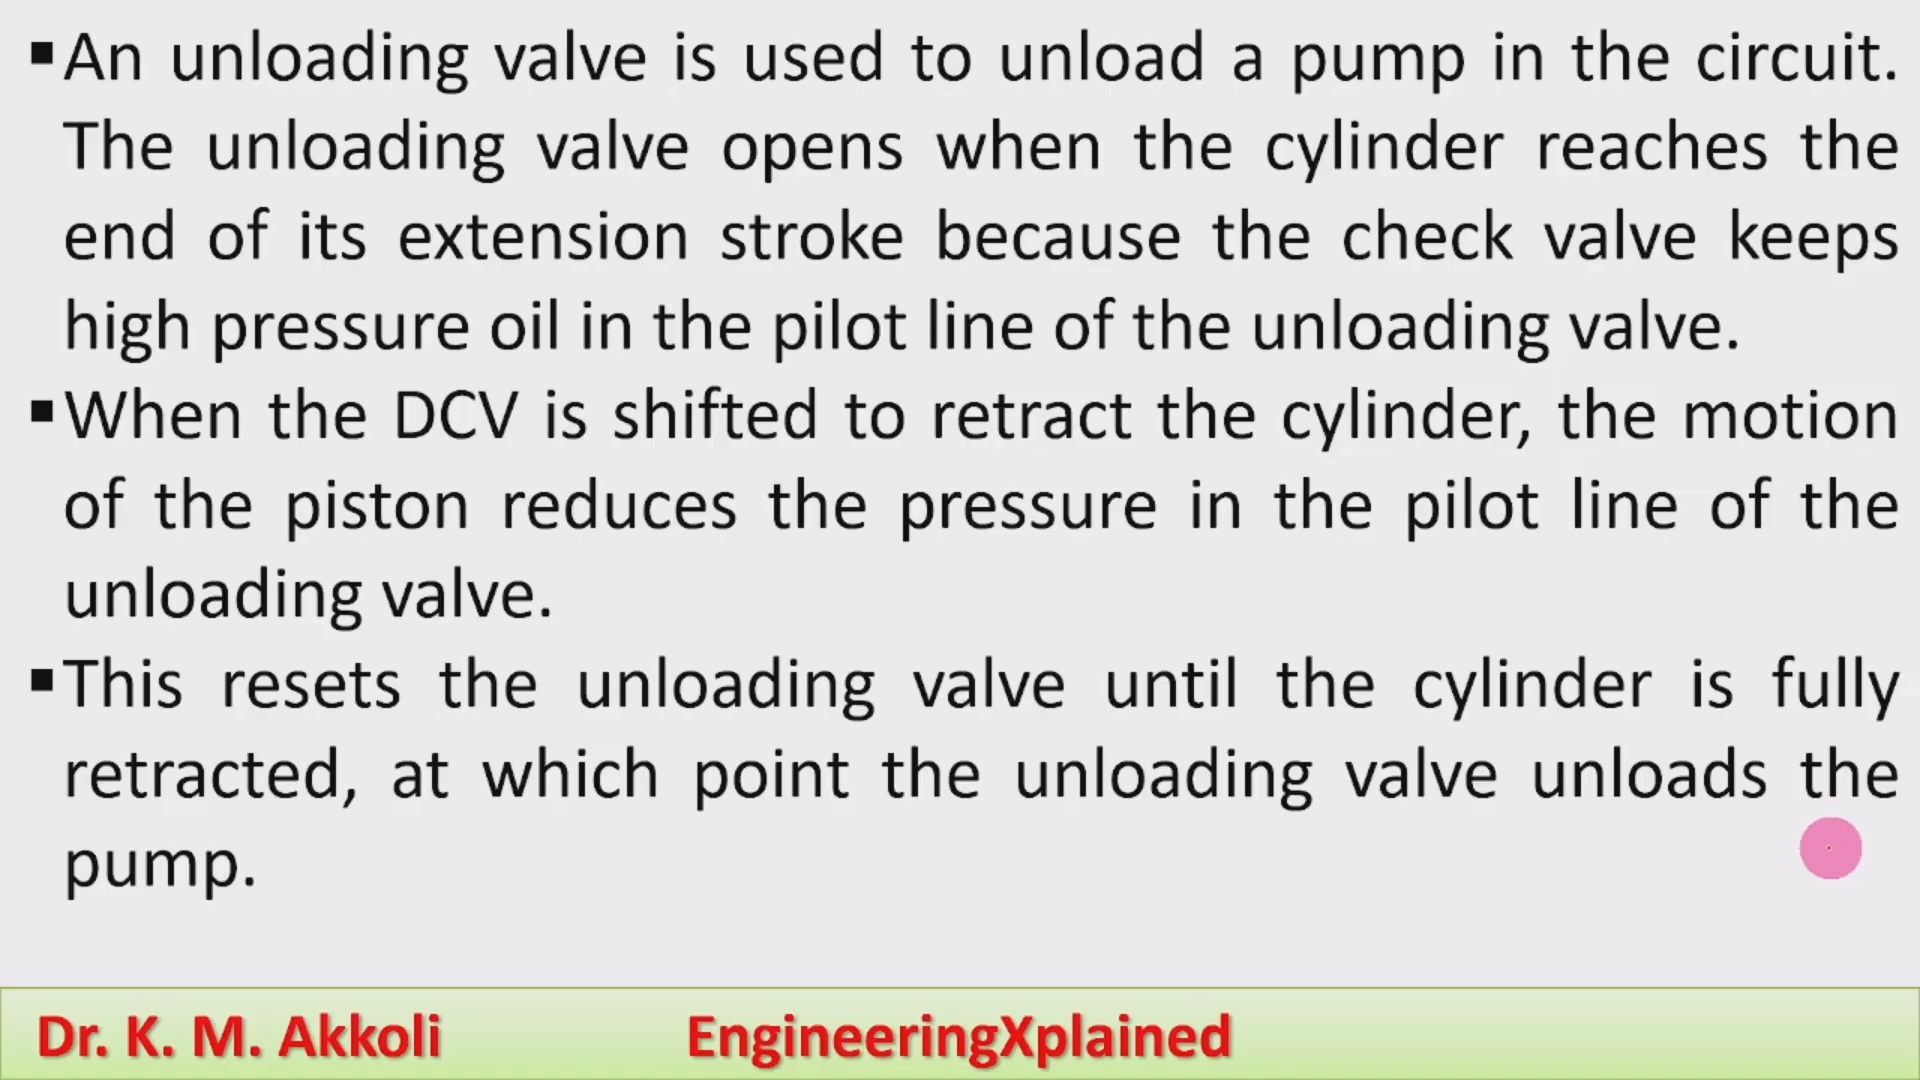 ▪An unloading valve is used to unload a pump in the circuit.
The unloading valve opens when the cylinder reaches the
end of its extension stroke because the check valve keeps
high pressure oil in the pilot line of the unloading valve.
▪When the DCV is shifted to retract the cylinder, the motion
of the piston reduces the pressure in the pilot line of the
unloading valve.
▪This resets the unloading valve until the cylinder is fully
retracted, at which point the unloading valve unloads the
pump.
Dr. K. M. Akkoli EngineeringXplained